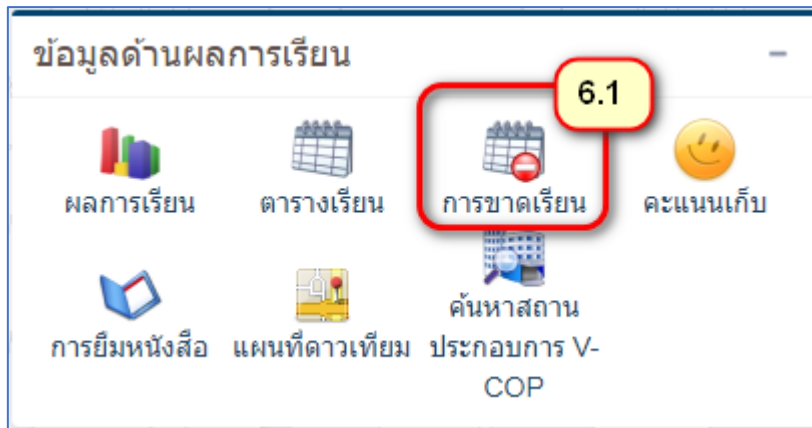 ข้อมูลด้านผลการเรียน
6.1
ผลการเรียน ตารางเรียน การขาดเรียน คะแนนเก็บ
การยืมหนังสือ แผนที่ดาวเทียม ค้นหาสถาน
ประกอบการ V-
COP